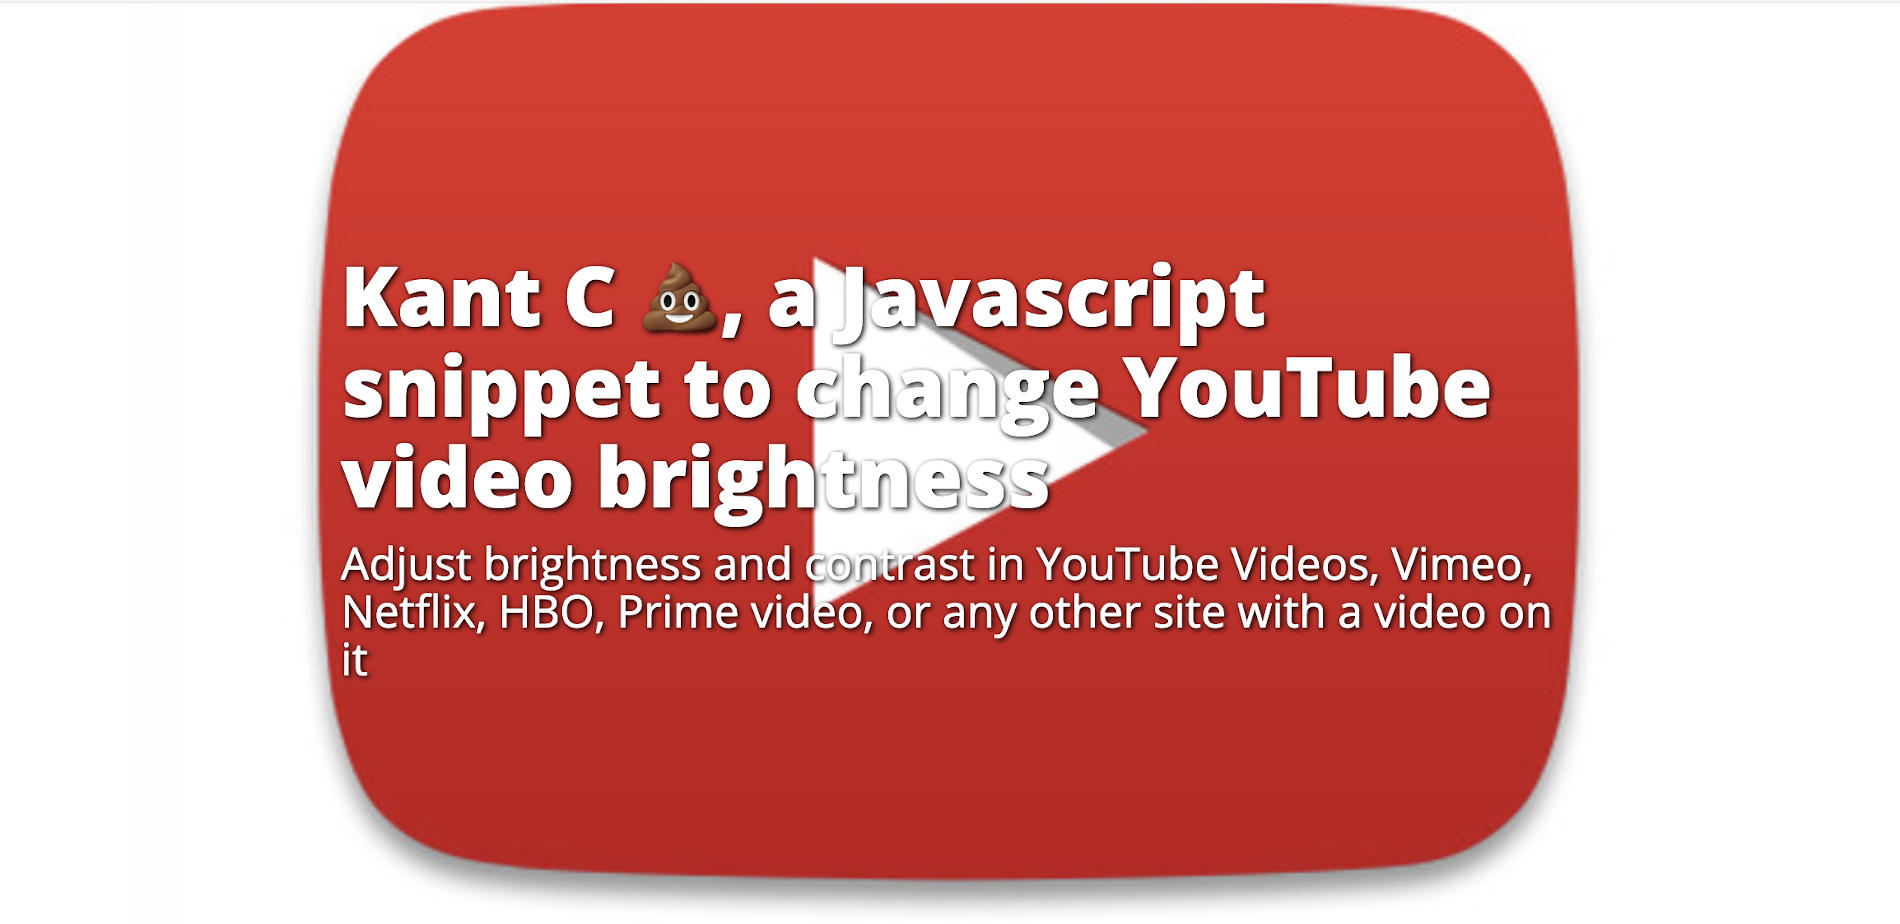 Kant C 💩, a Javascript
snippet to change YouTube
video brightness
Adjust brightness and contrast in YouTube Videos, Vimeo,
Netflix, HBO, Prime video, or any other site with a video on
it